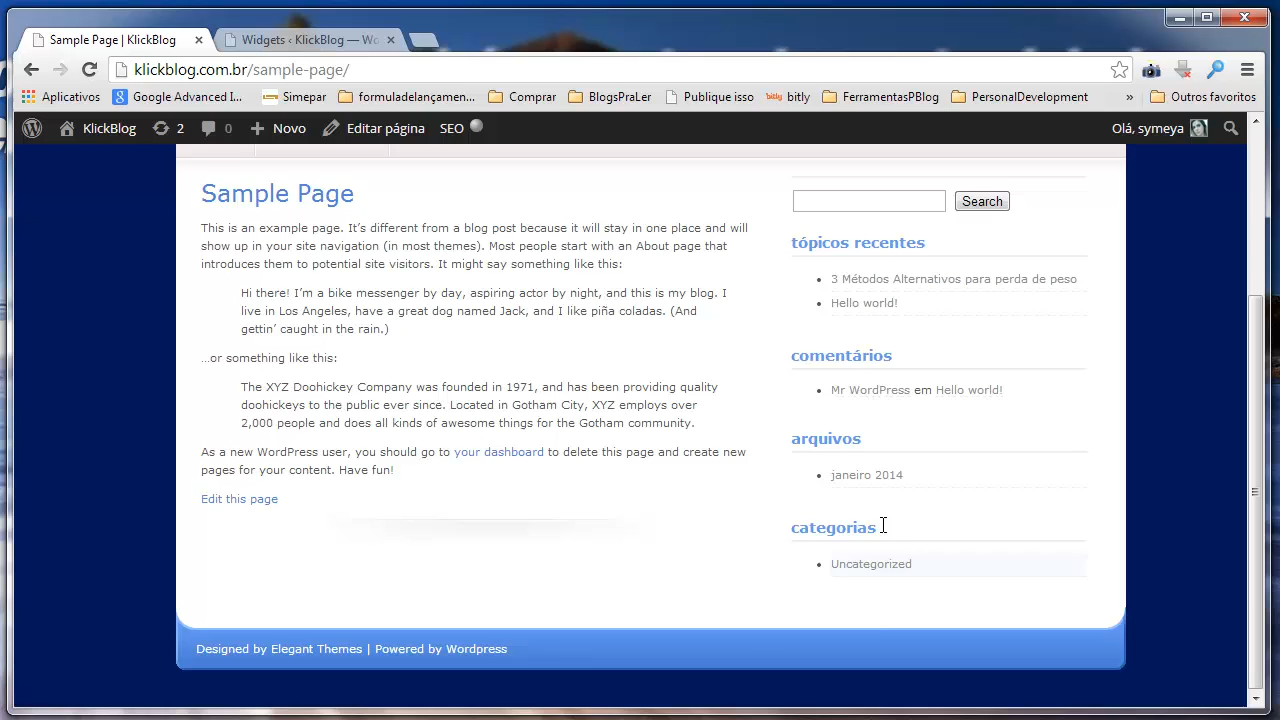 Sample Page | KlickBlog
Widgets ‹ KlickBlog — Wo
klickblog.com.br/sample-page/
Aplicativos
Google Advanced I...
Simepar
formuladelançamen...
Comprar
BlogsPraLer
Publique isso
bitly
bitly
FerramentasPBlog
PersonalDevelopment
»
Outros favoritos
KlickBlog
2
0
Novo
Editar página
SEO
Olá, symeya
Sample Page
This is an example page. It’s different from a blog post because it will stay in one place and will
show up in your site navigation (in most themes). Most people start with an About page that
introduces them to potential site visitors. It might say something like this:
Hi there! I’m a bike messenger by day, aspiring actor by night, and this is my blog. I
live in Los Angeles, have a great dog named Jack, and I like piña coladas. (And
gettin’ caught in the rain.)
…or something like this:
The XYZ Doohickey Company was founded in 1971, and has been providing quality
doohickeys to the public ever since. Located in Gotham City, XYZ employs over
2,000 people and does all kinds of awesome things for the Gotham community.
As a new WordPress user, you should go to your dashboard to delete this page and create new
pages for your content. Have fun!
Edit this page
Search
tópicos recentes
3 Métodos Alternativos para perda de peso
Hello world!
comentários
Mr WordPress em Hello world!
arquivos
janeiro 2014
categorias
Uncategorized
Designed by Elegant Themes | Powered by Wordpress